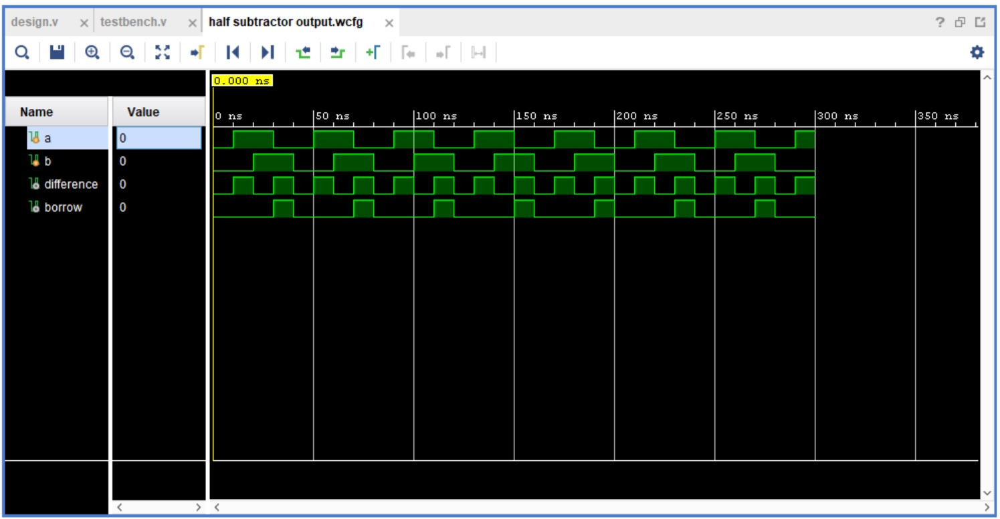 design.v × testbench.v × half subtractor output.wcfg × ?
0.000 ns
Name Value
0 ns 50 ns 100 ns 150 ns 200 ns 250 ns 300 ns 350 ns
a 0
b 0
difference 0
borrow 0